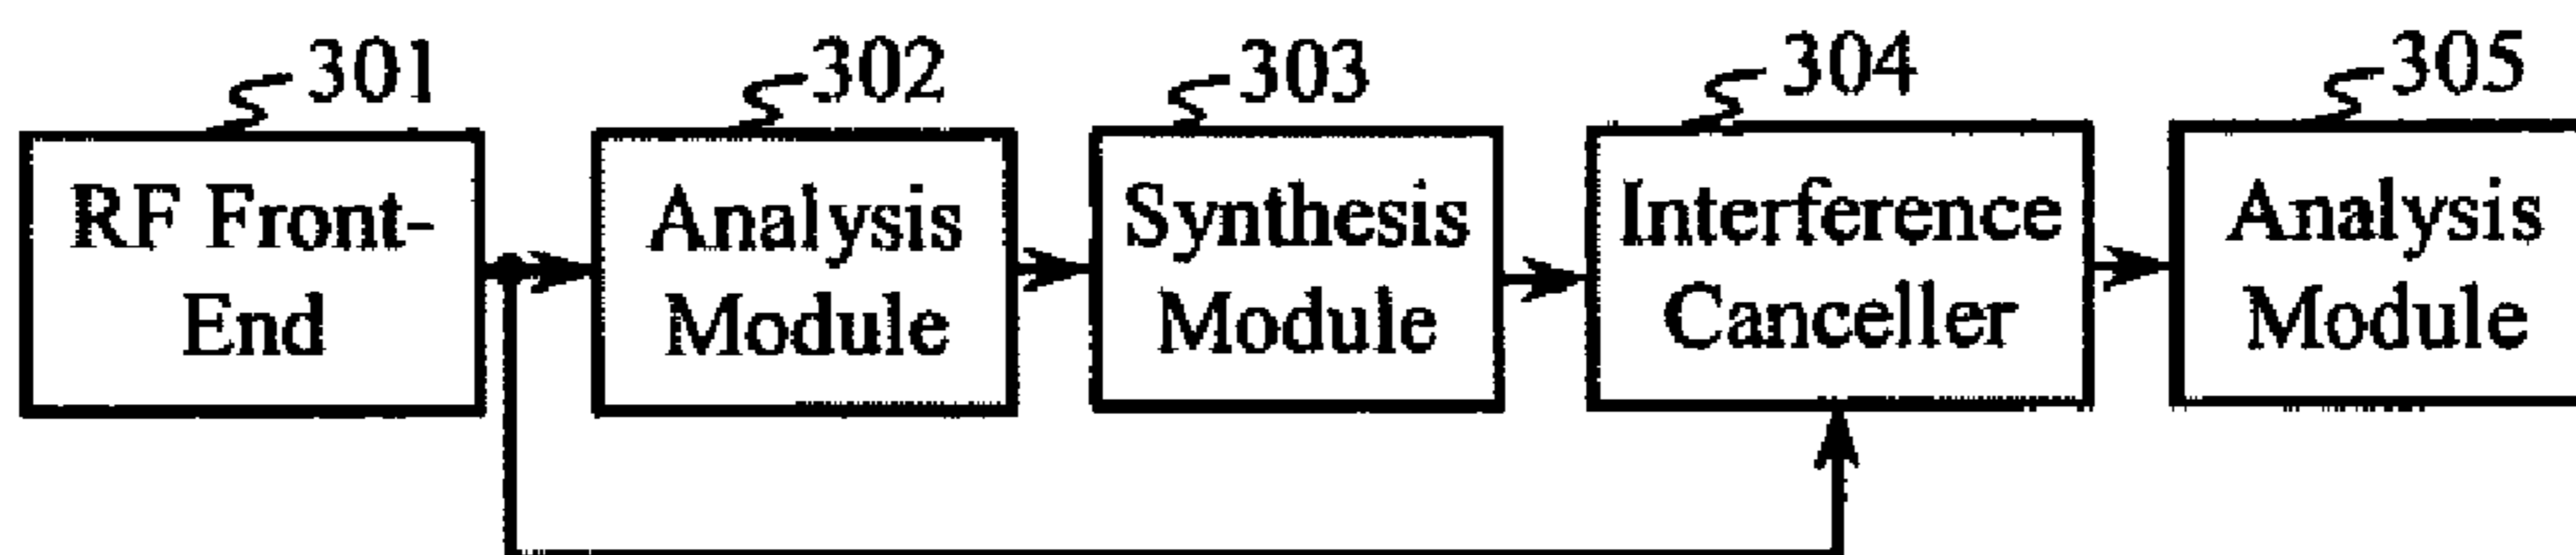 301
302
303
304
305
RF Front-
End
Analysis
Module
Synthesis
Module
Interference
Canceller
Analysis
Module